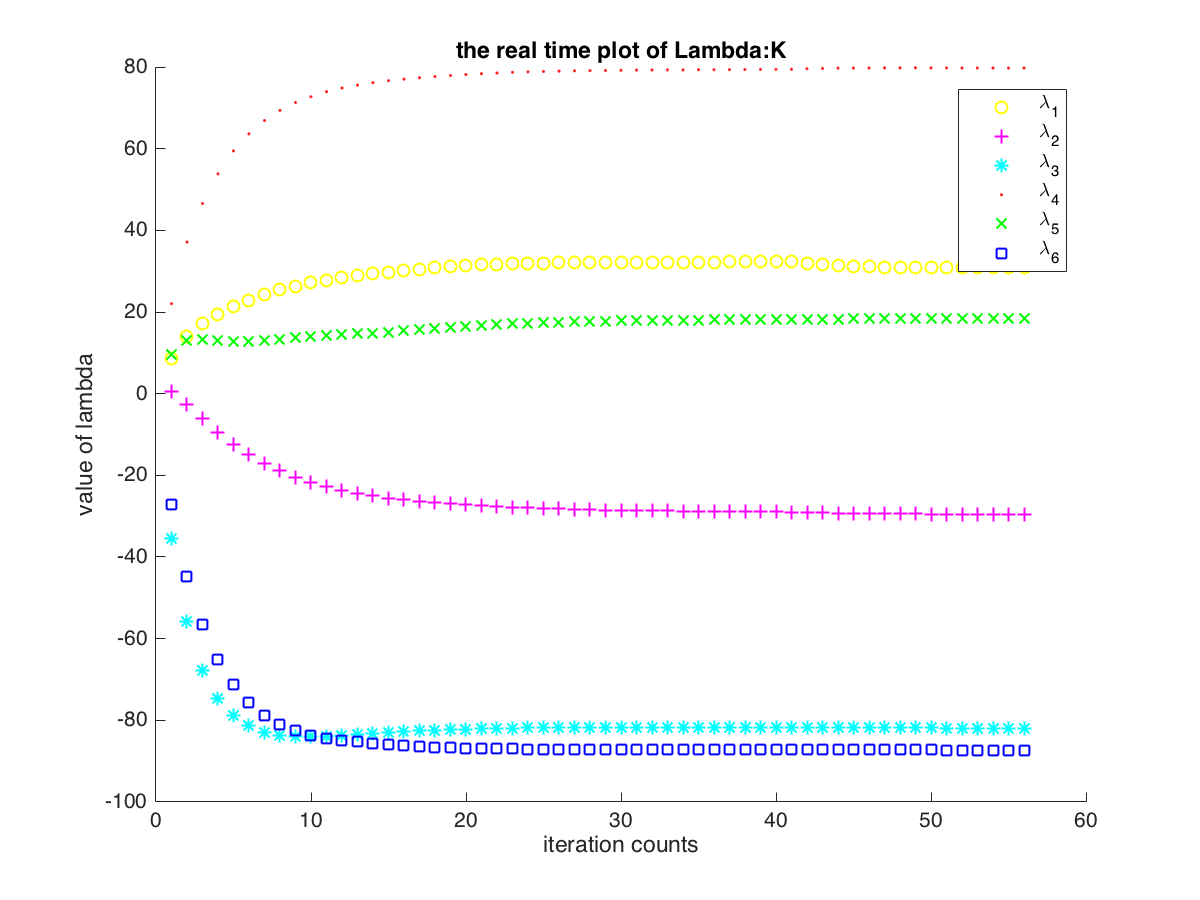 the real time plot of Lambda:K
80
60
40
20
0
-20
-40
-60
-80
-100
value of lambda
λ1
λ2
λ3
λ4
λ5
λ6
0 10 20 30 40 50 60
iteration counts